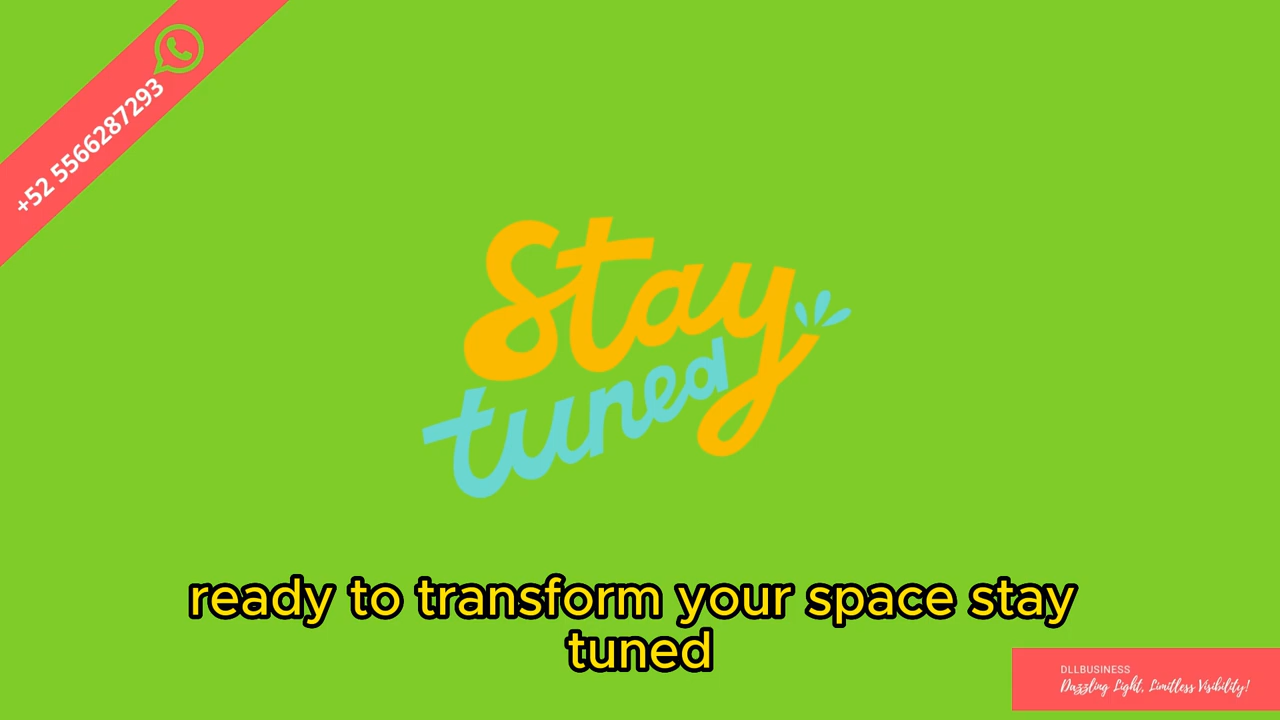 +52 5566287293
Stay
tuned
ready to transform your space stay
tuned
DLLBUSINESS
Dazzling Light, Limitless Visibility!